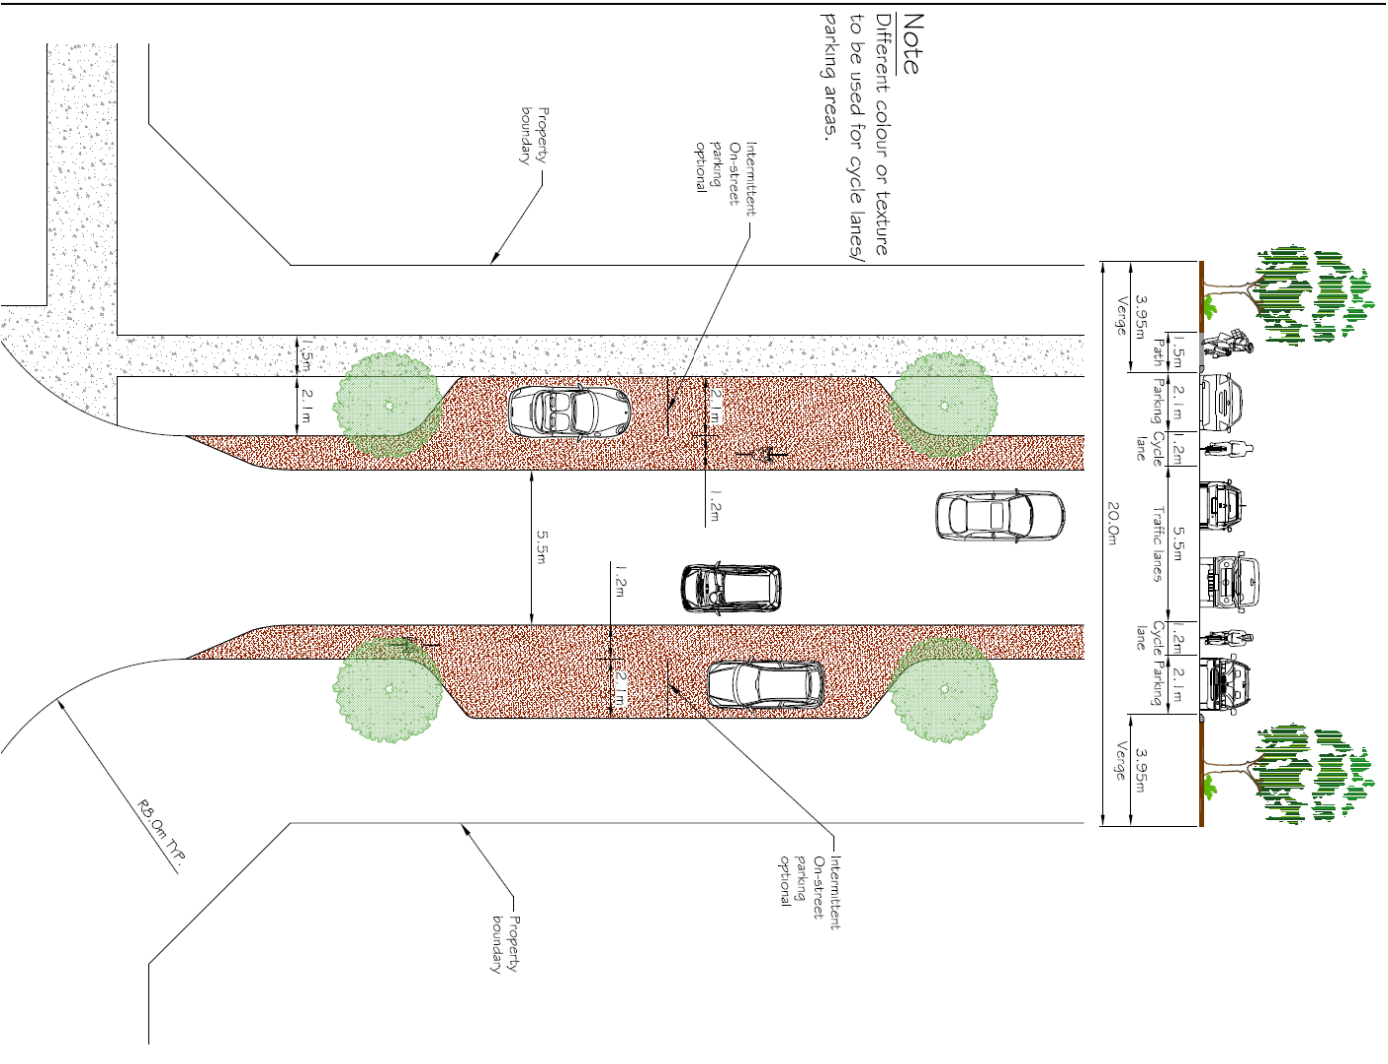 Note
Different colour or texture
to be used for cycle lanes/
parking areas.
3.95m
Verge
1.5m
Path
2.1m
Parking
1.2m
Cycle
lane
5.5m
Traffic lanes
1.2m
Cycle
lane
2.1m
Parking
3.95m
Verge
20.0m
Intermittent
On-street
parking
optional
Property
boundary
1.5m
2.1m
2.1m
1.2m
5.5m
1.2m
2.1m
Intermittent
On-street
parking
optional
Property
boundary
R8.0m TYP.